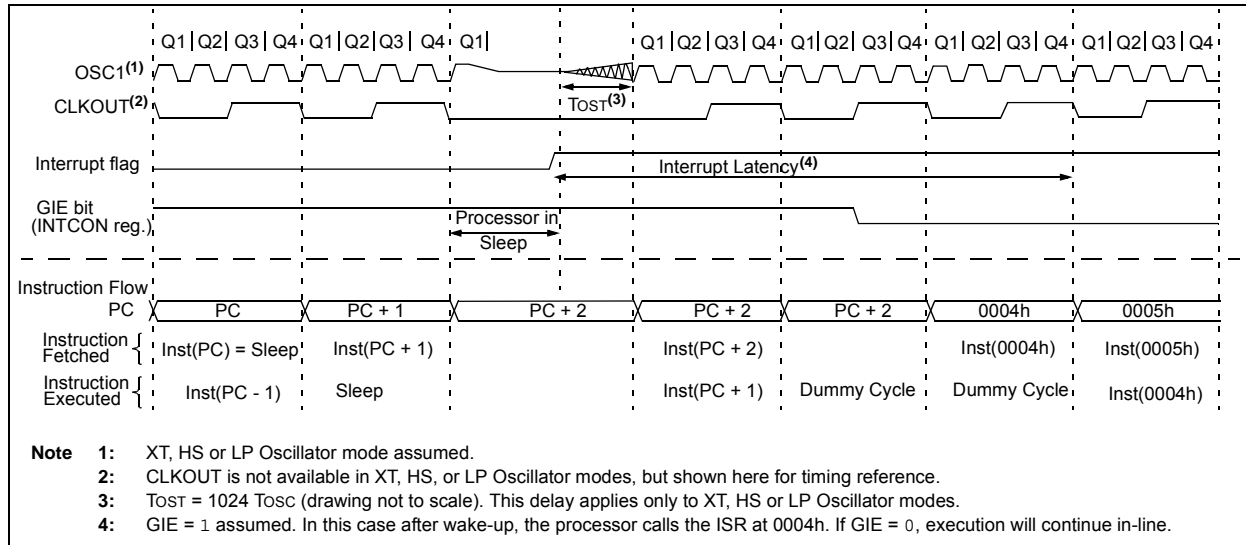 Q1 Q2 Q3 Q4 Q1 Q2 Q3 Q4 Q1 Q1 Q2 Q3 Q4 Q1 Q2 Q3 Q4 Q1 Q2 Q3 Q4 Q1 Q2 Q3 Q4
OSC1(1)
TOST(3)
CLKOUT(2)
Interrupt flag
Interrupt Latency(4)
GIE bit
(INTCON reg.)
Processor in
Sleep
Instruction Flow
PC PC PC + 1 PC + 2 PC + 2 PC + 2 0004h 0005h
Instruction
Fetched
Inst(PC) = Sleep Inst(PC + 1) Inst(PC + 2) Inst(0004h) Inst(0005h)
Instruction
Executed
Inst(PC - 1) Sleep Inst(PC + 1) Dummy Cycle Dummy Cycle Inst(0004h)
Note 1: XT, HS or LP Oscillator mode assumed.
2: CLKOUT is not available in XT, HS, or LP Oscillator modes, but shown here for timing reference.
3: TOST = 1024 TOSC (drawing not to scale). This delay applies only to XT, HS or LP Oscillator modes.
4: GIE = 1 assumed. In this case after wake-up, the processor calls the ISR at 0004h. If GIE = 0, execution will continue in-line.